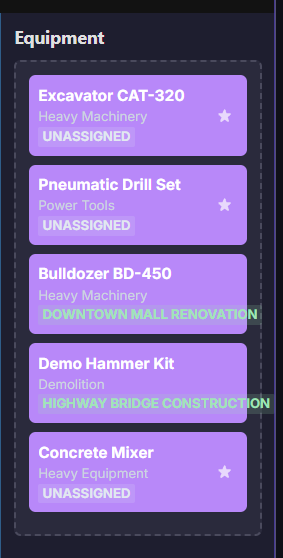 Equipment
Excavator CAT-320
Heavy Machinery
UNASSIGNED
Pneumatic Drill Set
Power Tools
UNASSIGNED
Bulldozer BD-450
Heavy Machinery
DOWNTOWN MALL RENOVATION
Demo Hammer Kit
Demolition
HIGHWAY BRIDGE CONSTRUCTION
Concrete Mixer
Heavy Equipment
UNASSIGNED